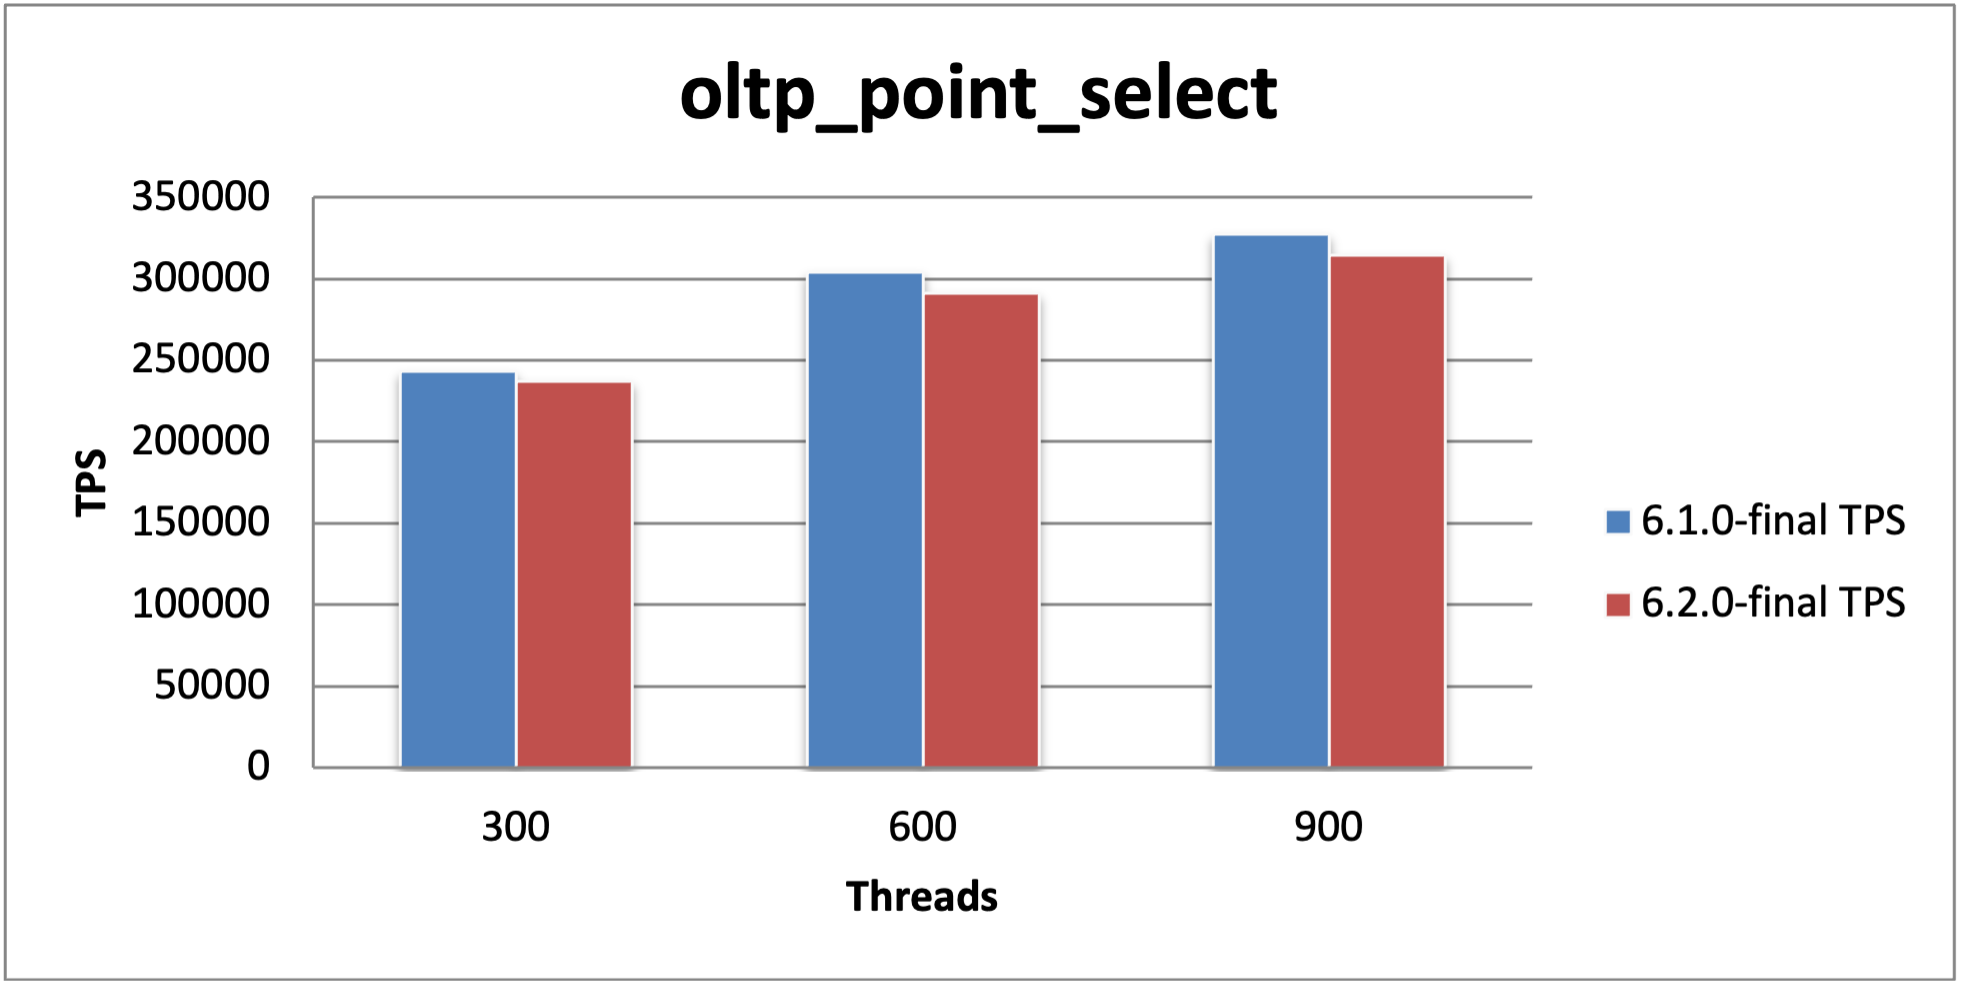 oltp_point_select
350000
300000
250000
200000
150000
100000
50000
0
TPS
300
600
900
Threads
6.1.0-final TPS
6.2.0-final TPS